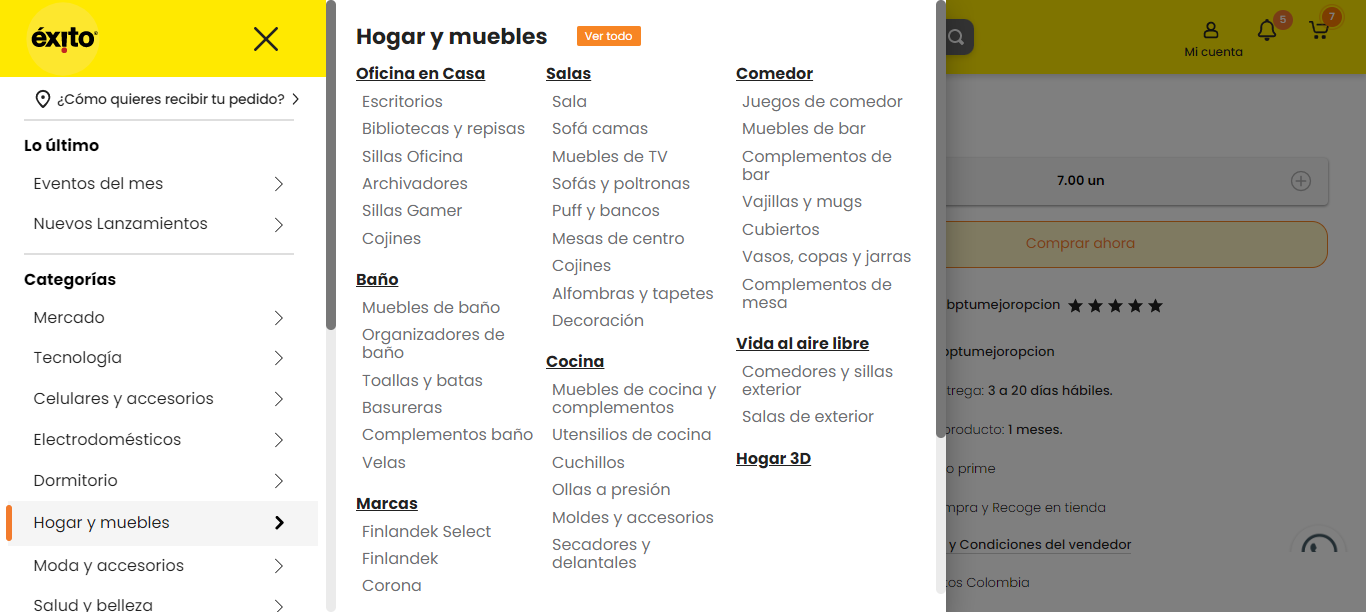 éxito
¿Cómo quieres recibir tu pedido?
Lo último
Eventos del mes
Nuevos Lanzamientos
Categorías
Mercado
Tecnología
Celulares y accesorios
Electrodomésticos
Dormitorio
Hogar y muebles
Moda y accesorios
Salud y belleza
Hogar y muebles
Ver todo
Oficina en Casa
Escritorios
Bibliotecas y repisas
Sillas Oficina
Archivadores
Sillas Gamer
Cojines
Baño
Muebles de baño
Organizadores de
baño
Toallas y batas
Basureras
Complementos baño
Velas
Marcas
Finlandek Select
Finlandek
Corona
Salas
Sala
Sofá camas
Muebles de TV
Sofás y poltronas
Puff y bancos
Mesas de centro
Cojines
Alfombras y tapetes
Decoración
Cocina
Muebles de cocina y
complementos
Utensilios de cocina
Cuchillos
Ollas a presión
Moldes y accesorios
Secadores y
delantales
Comedor
Juegos de comedor
Muebles de bar
Complementos de
bar
Vajillas y mugs
Cubiertos
Vasos, copas y jarras
Complementos de
mesa
Vida al aire libre
Comedores y sillas
exterior
Salas de exterior
Hogar 3D
Mi cuenta
5
7
7.00 un
Comprar ahora
bptumejoropcion
bptumejoropcion
trega: 3 a 20 días hábiles.
producto: 1 meses.
o prime
mpra y Recoge en tienda
y Condiciones del vendedor
tos Colombia